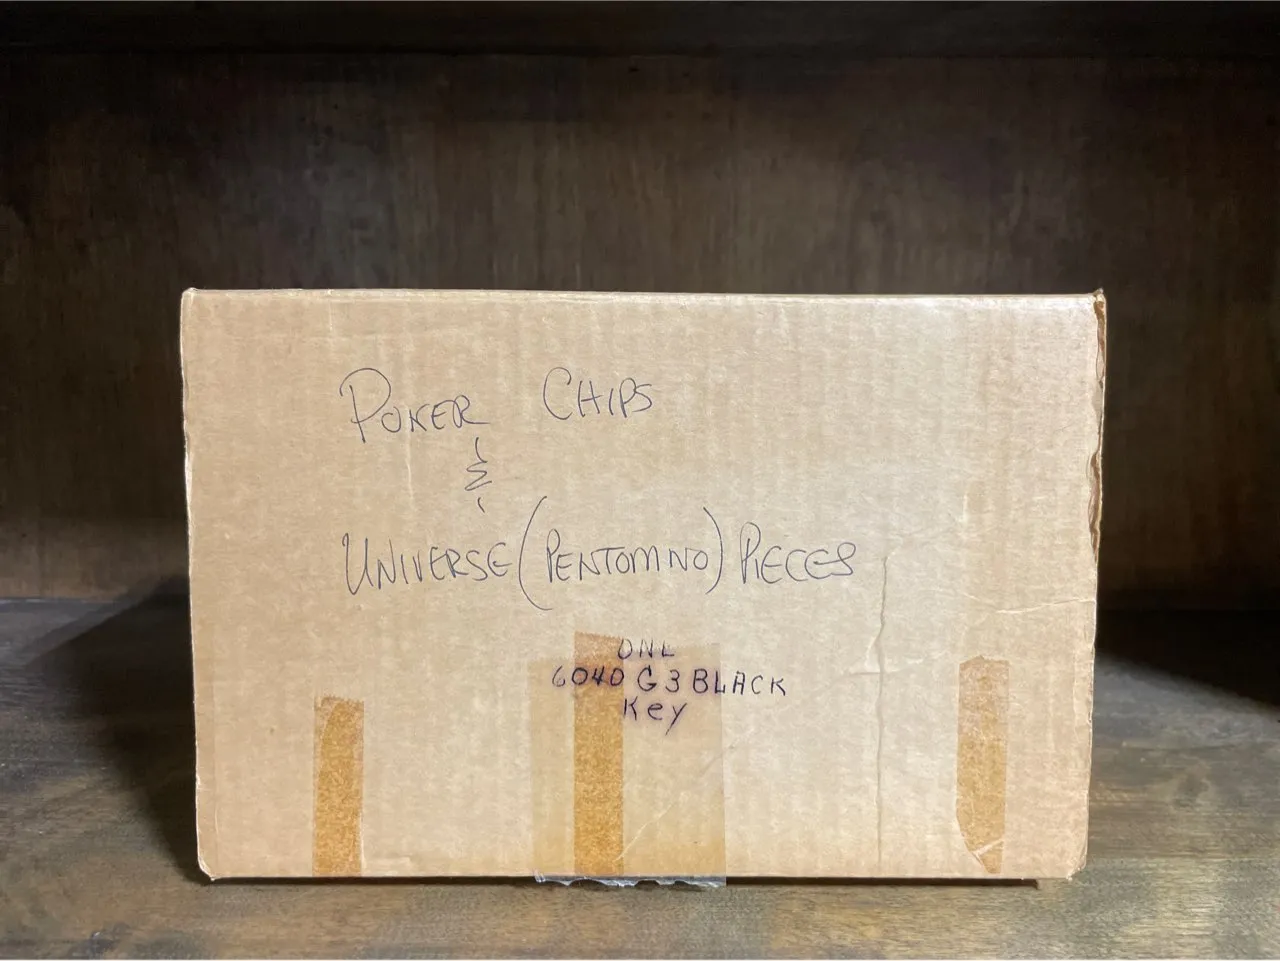 POKER CHIPS
&
UNIVERSE (PENTOMINO) PIECES
ONE
6040 G3 BLACK
Key